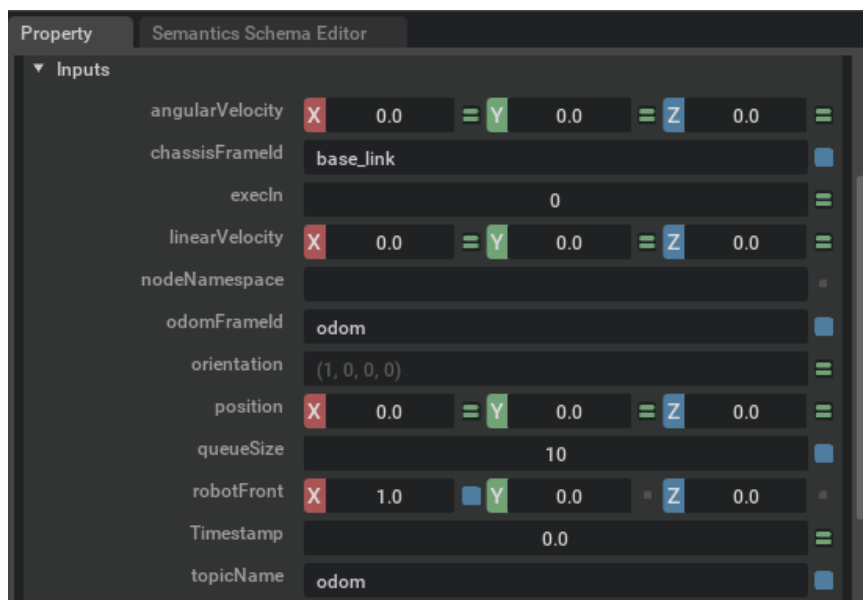 Property Semantics Schema Editor
Inputs
angularVelocity X 0.0 Y 0.0 Z 0.0
chassisFrameId base_link
execIn 0
linearVelocity X 0.0 Y 0.0 Z 0.0
nodeNamespace
odomFrameId odom
orientation (1, 0, 0, 0)
position X 0.0 Y 0.0 Z 0.0
queueSize 10
robotFront X 1.0 Y 0.0 Z 0.0
Timestamp 0.0
topicName odom